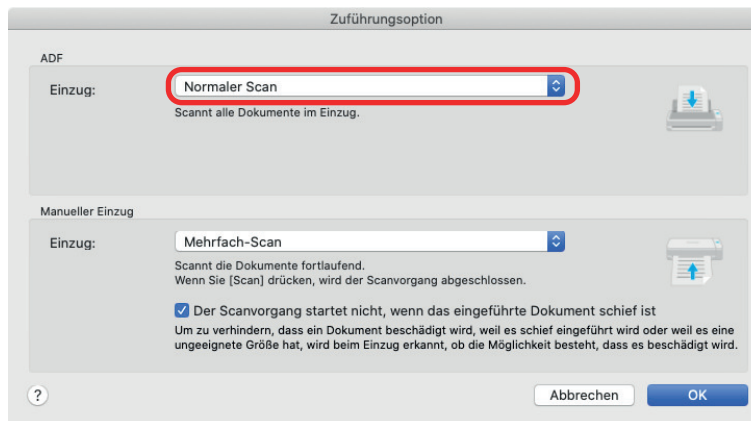 Zuführungsoption
ADF
Einzug:
Normaler Scan
Scannt alle Dokumente im Einzug.
Manueller Einzug
Einzug:
Mehrfach-Scan
Scannt die Dokumente fortlaufend.
Wenn Sie [Scan] drücken, wird der Scanvorgang abgeschlossen.
Der Scanvorgang startet nicht, wenn das eingeführte Dokument schief ist
Um zu verhindern, dass ein Dokument beschädigt wird, weil es schief eingeführt wird oder weil es eine
ungeeignete Größe hat, wird beim Einzug erkannt, ob die Möglichkeit besteht, dass es beschädigt wird.
?
Abbrechen
OK